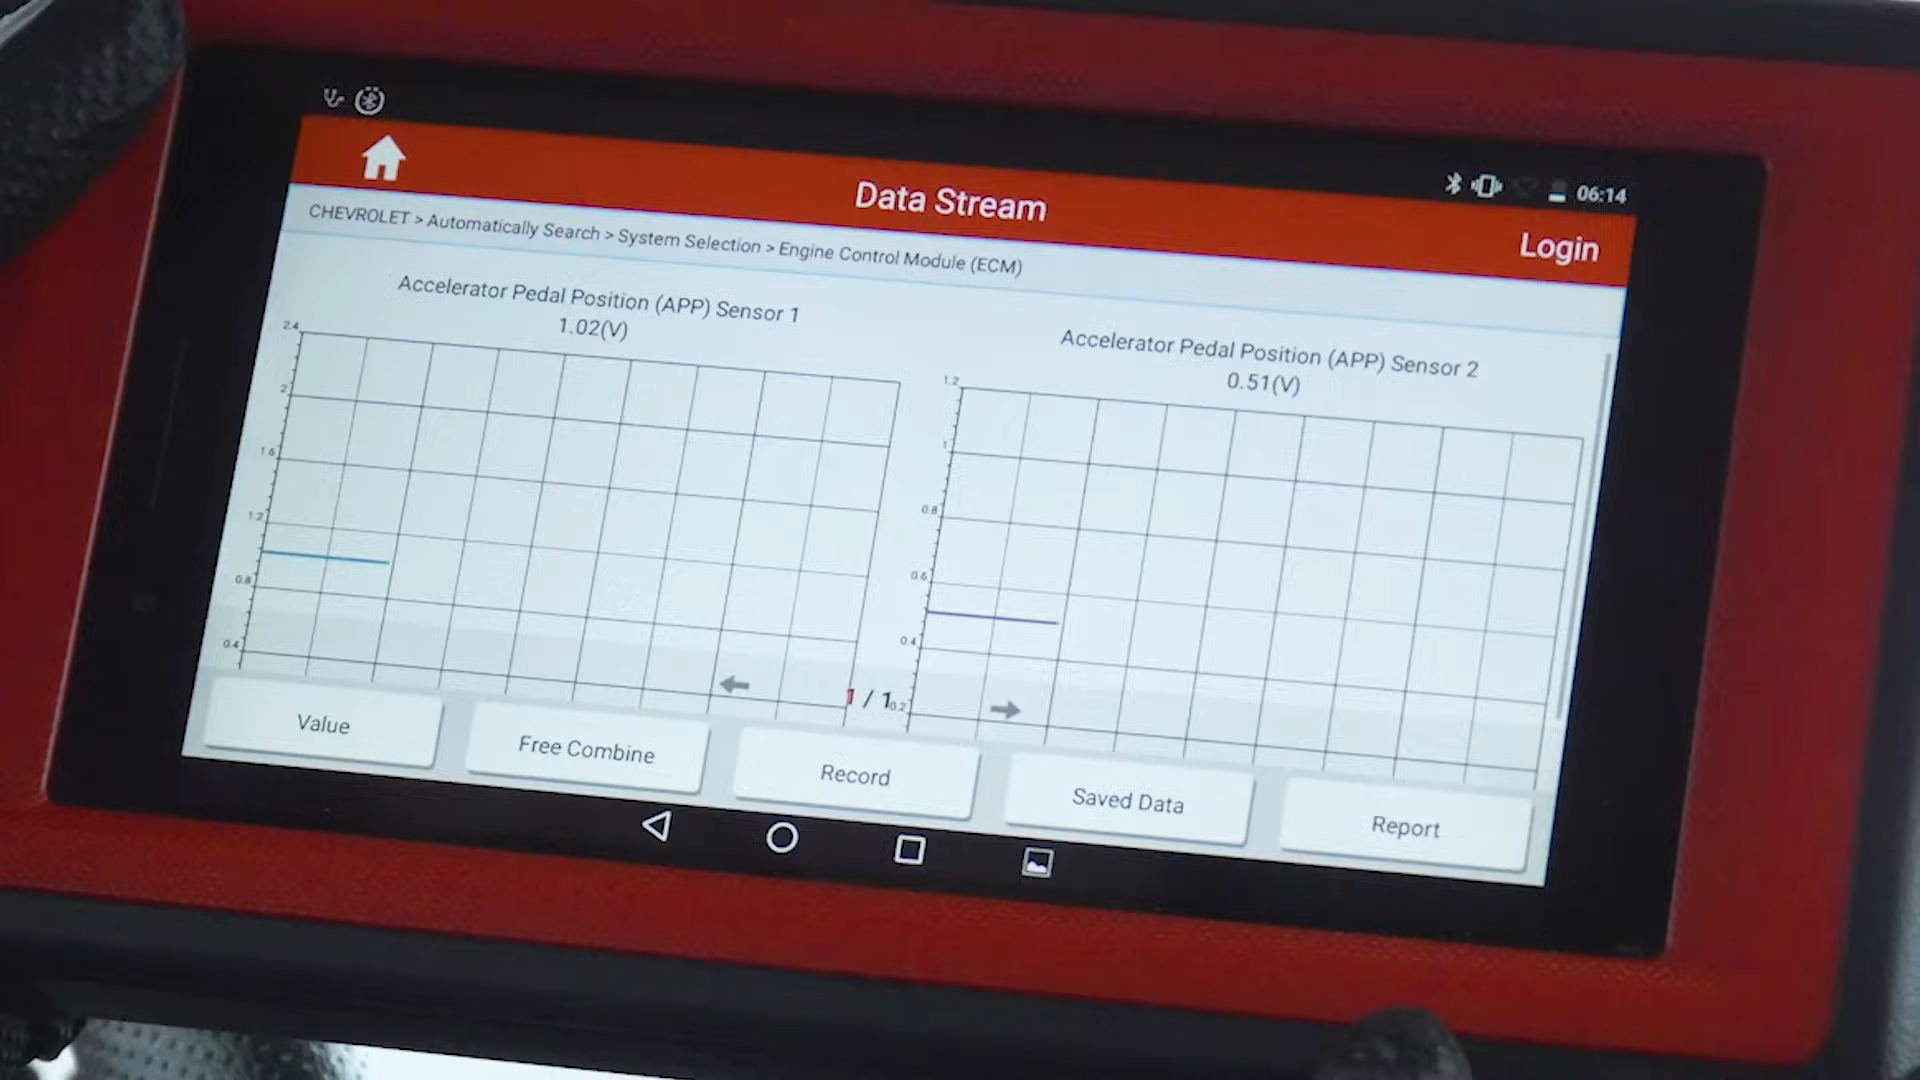 06:14
Data Stream
Login
CHEVROLET > Automatically Search > System Selection > Engine Control Module (ECM)
Accelerator Pedal Position (APP) Sensor 1
1.02(V)
2.4
2
1.6
1.2
0.8
0.4
Accelerator Pedal Position (APP) Sensor 2
0.51(V)
1.2
1
0.8
0.6
0.4
0.2
1 / 1
Value
Free Combine
Record
Saved Data
Report